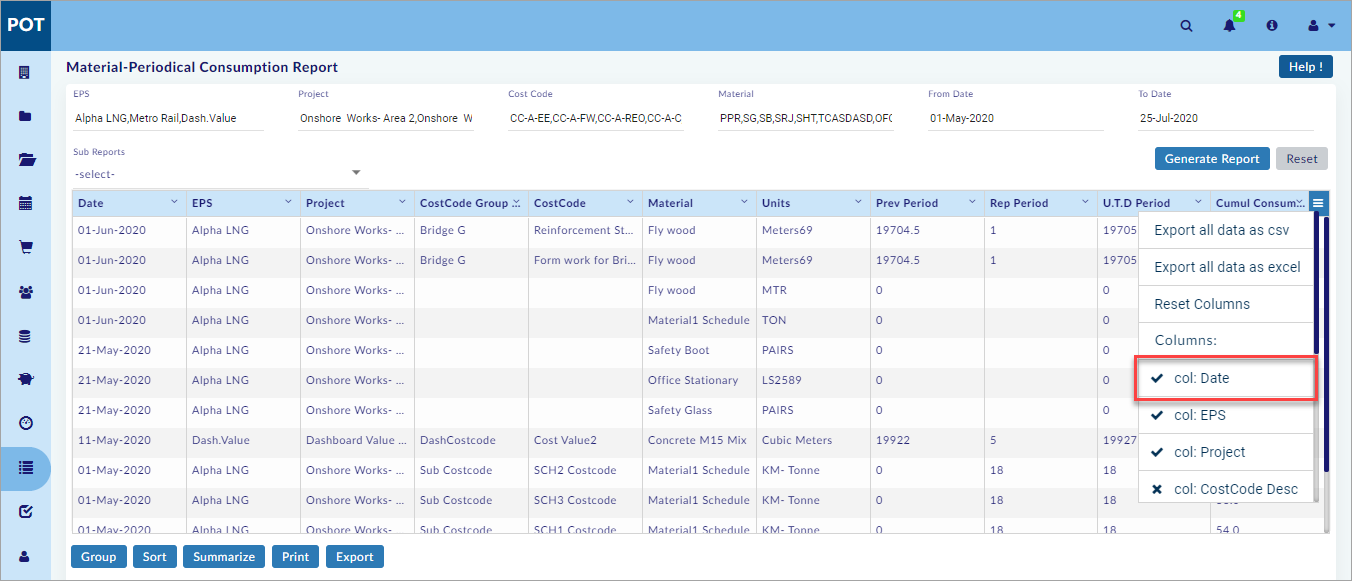 POT
4
Material-Periodical Consumption Report
Help !
EPS Project Cost Code Material From Date To Date
Alpha LNG,Metro Rail,Dash.Value Onshore Works- Area 2,Onshore W CC-A-EE,CC-A-FW,CC-A-REO,CC-A-C PPR,SG,SB,SRJ,SHT,TCASDASD,OFC 01-May-2020 25-Jul-2020
Sub Reports
-select-
Generate Report Reset
Date EPS Project CostCode Group ... CostCode Material Units Prev Period Rep Period U.T.D Period Cumul Consum...
01-Jun-2020 Alpha LNG Onshore Works- ... Bridge G Reinforcement St... Fly wood Meters69 19704.5 1 19705
01-Jun-2020 Alpha LNG Onshore Works- ... Bridge G Form work for Bri... Fly wood Meters69 19704.5 1 19705
01-Jun-2020 Alpha LNG Onshore Works- ... Fly wood MTR 0 0
01-Jun-2020 Alpha LNG Onshore Works- ... Material1 Schedule TON 0 0
21-May-2020 Alpha LNG Onshore Works- ... Safety Boot PAIRS 0 0
21-May-2020 Alpha LNG Onshore Works- ... Office Stationary LS2589 0 0
21-May-2020 Alpha LNG Onshore Works- ... Safety Glass PAIRS 0 0
11-May-2020 Dash.Value Dashboard Value ... DashCostcode Cost Value2 Concrete M15 Mix Cubic Meters 19922 5 19927
01-May-2020 Alpha LNG Onshore Works- ... Sub Costcode SCH2 Costcode Material1 Schedule KM- Tonne 0 18 18
01-May-2020 Alpha LNG Onshore Works- ... Sub Costcode SCH3 Costcode Material1 Schedule KM- Tonne 0 18 18
01-May-2020 Alpha LNG Onshore Works- ... Sub Costcode SCH1 Costcode Material1 Schedule KM- Tonne 0 18 18 54.0
Export all data as csv
Export all data as excel
Reset Columns
Columns:
col: Date
col: EPS
col: Project
col: CostCode Desc
Group Sort Summarize Print Export